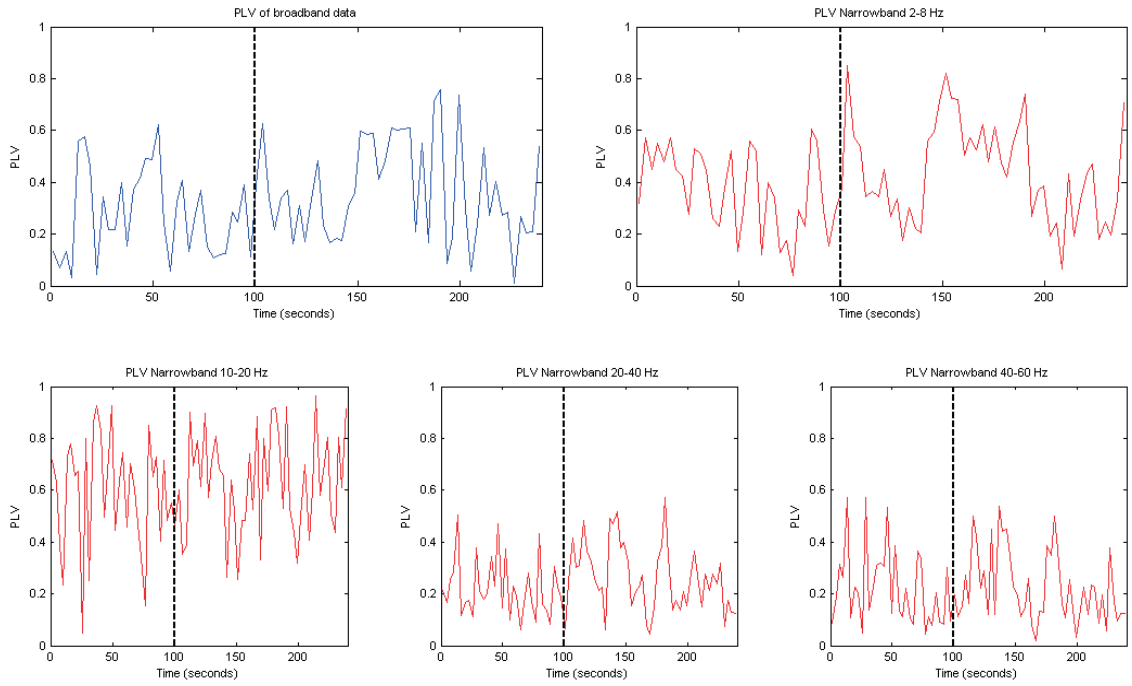 PLV of broadband data
1
0.8
0.6
0.4
0.2
0
PLV
0 50 100 150 200
Time (seconds)
PLV Narrowband 2-8 Hz
1
0.8
0.6
0.4
0.2
0
PLV
0 50 100 150 200
Time (seconds)
PLV Narrowband 10-20 Hz
1
0.8
0.6
0.4
0.2
0
PLV
0 50 100 150 200
Time (seconds)
PLV Narrowband 20-40 Hz
1
0.8
0.6
0.4
0.2
0
PLV
0 50 100 150 200
Time (seconds)
PLV Narrowband 40-60 Hz
1
0.8
0.6
0.4
0.2
0
PLV
0 50 100 150 200
Time (seconds)